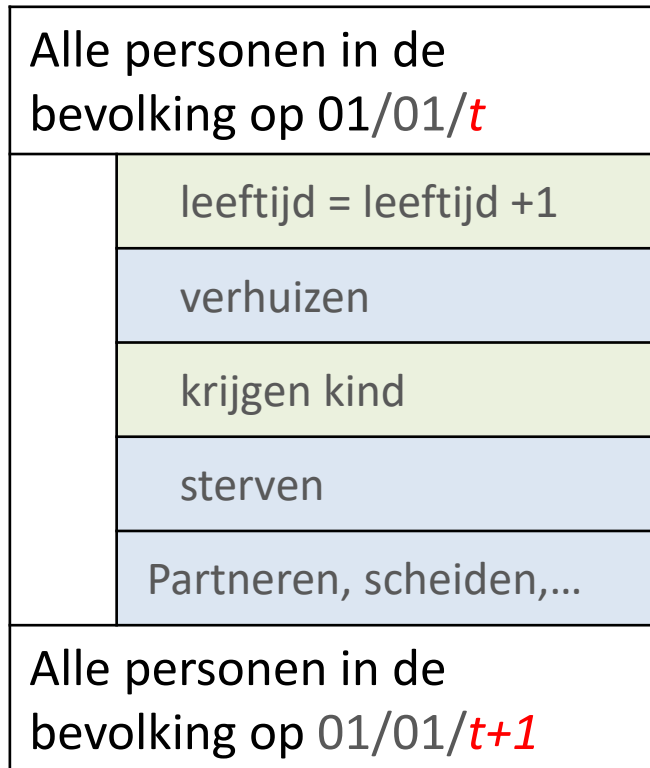 Alle personen in de
bevolking op 01/01/t
leeftijd = leeftijd +1
verhuizen
krijgen kind
sterven
Partneren, scheiden,...
Alle personen in de
bevolking op 01/01/t+1